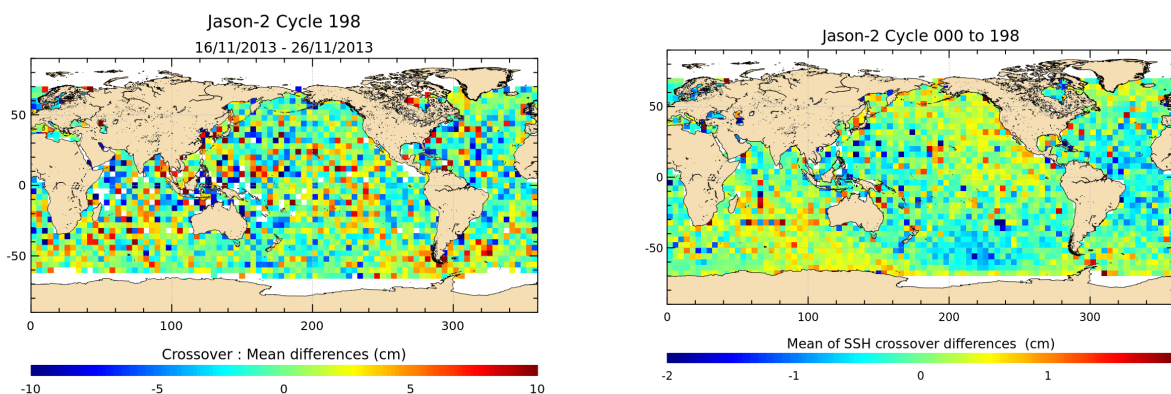 Jason-2 Cycle 198
16/11/2013 - 26/11/2013
50
0
-50
0 100 200 300
Crossover : Mean differences (cm)
-10 -5 0 5 10
Jason-2 Cycle 000 to 198
50
0
-50
0 100 200 300
Mean of SSH crossover differences (cm)
-2 -1 0 1